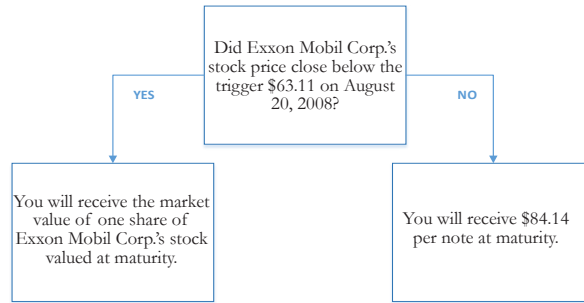 Did Exxon Mobil Corp.'s
stock price close below the
trigger $63.11 on August
20, 2008?
YES
NO
You will receive the market
value of one share of
Exxon Mobil Corp.'s stock
valued at maturity.
You will receive $84.14
per note at maturity.